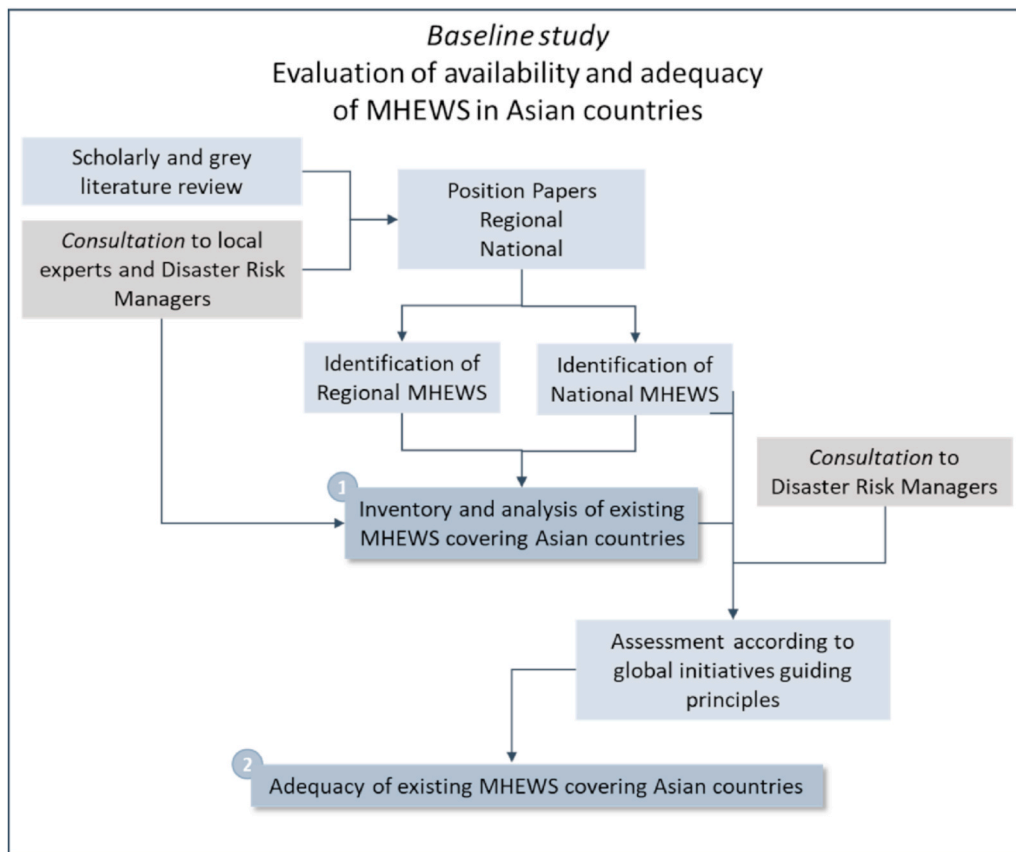 Baseline study
Evaluation of availability and adequacy
of MHEWS in Asian countries
Scholarly and grey
literature review
Position Papers
Regional
National
Consultation to local
experts and Disaster Risk
Managers
Identification of
Regional MHEWS
Identification of
National MHEWS
Consultation to
Disaster Risk Managers
1
Inventory and analysis of existing
MHEWS covering Asian countries
Assessment according to
global initiatives guiding
principles
2
Adequacy of existing MHEWS covering Asian countries